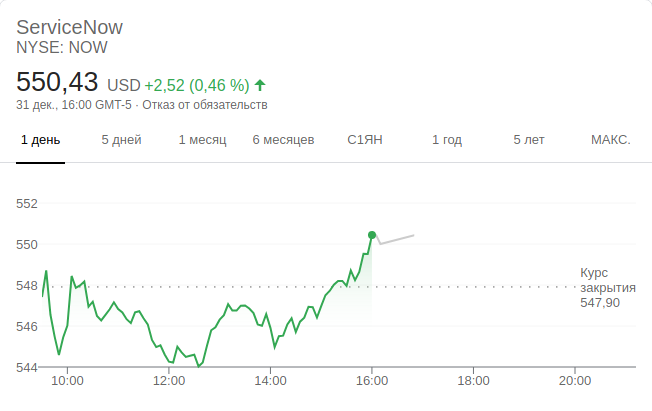 ServiceNow
NYSE: NOW
550,43 USD +2,52 (0,46 %)
31 дек., 16:00 GMT-5 · Отказ от обязательств
1 день 5 дней 1 месяц 6 месяцев С1ЯН 1 год 5 лет МАКС.
552
550
548
546
544
Курс
закрытия
547,90
10:00 12:00 14:00 16:00 18:00 20:00